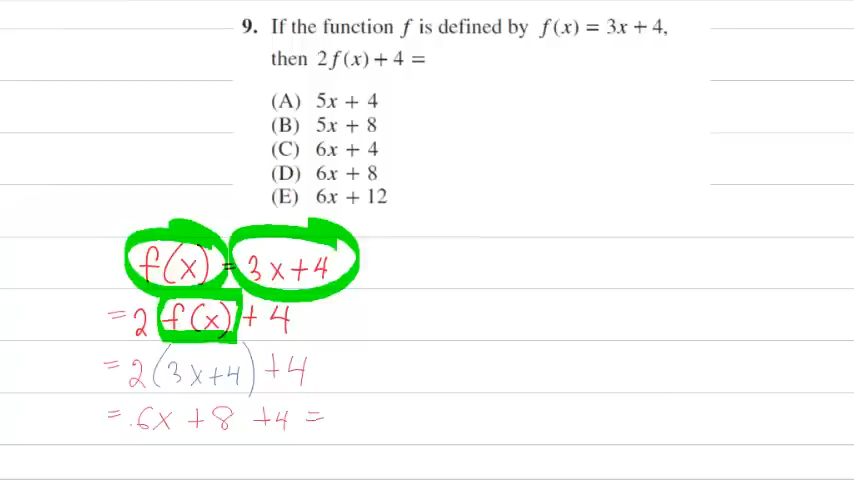 9. If the function f is defined by f(x) = 3x + 4,
then 2f(x) + 4 =
(A) 5x + 4
(B) 5x + 8
(C) 6x + 4
(D) 6x + 8
(E) 6x + 12
f(x) = 3x+4
= 2 f(x) + 4
= 2(3x+4) +4
= 6x + 8 +4 =